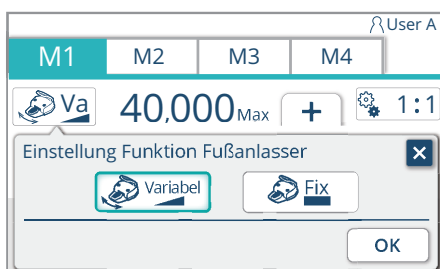 User A
M1 M2 M3 M4
Va 40,000 Max + 1:1
Einstellung Funktion Fußanlasser
Variabel Fix
OK